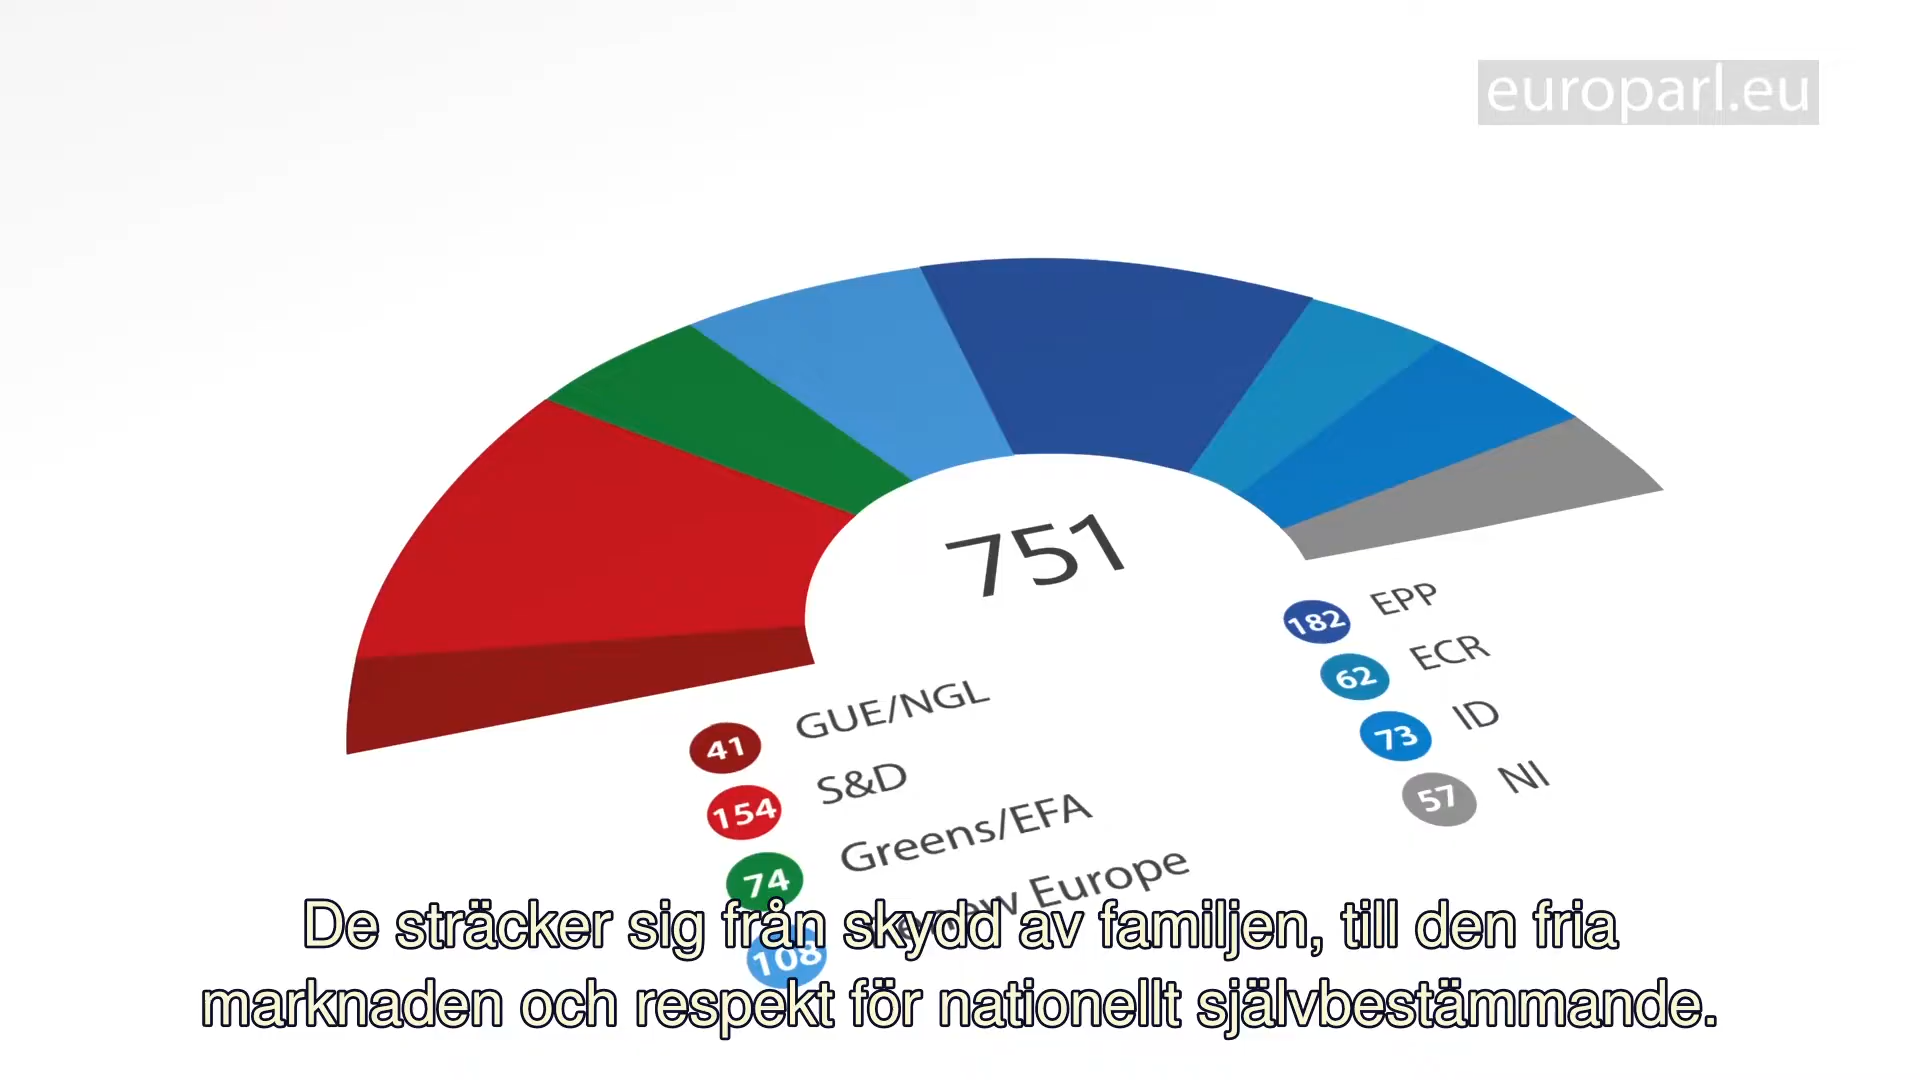 europarl.eu
751
182 EPP
62 ECR
73 ID
57 NI
41 GUE/NGL
154 S&D
74 Greens/EFA
108 Europe
De sträcker sig från skydd av familjen, till den fria
marknaden och respekt för nationellt självbestämmande.